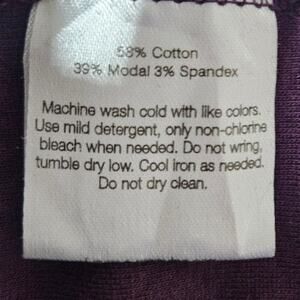 58% Cotton
39% Modal 3% Spandex
Machine wash cold with like colors.
Use mild detergent, only non-chlorine
bleach when needed. Do not wring,
tumble dry low. Cool iron as needed.
Do not dry clean.